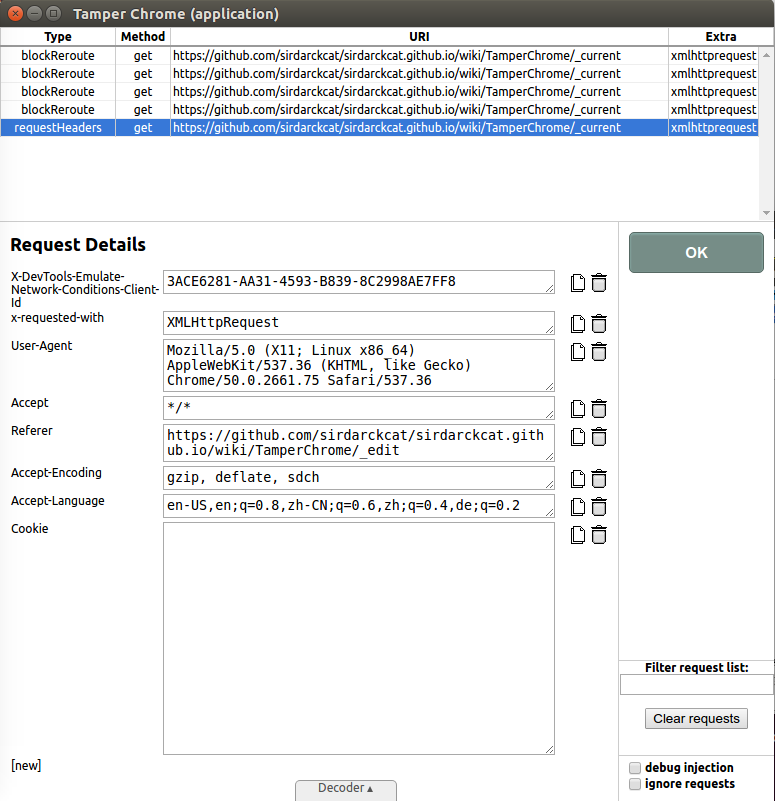 Tamper Chrome (application)
Type Method URI Extra
blockReroute get https://github.com/sirdarckcat/sirdarckcat.github.io/wiki/TamperChrome/_current xmlhttprequest
blockReroute get https://github.com/sirdarckcat/sirdarckcat.github.io/wiki/TamperChrome/_current xmlhttprequest
blockReroute get https://github.com/sirdarckcat/sirdarckcat.github.io/wiki/TamperChrome/_current xmlhttprequest
blockReroute get https://github.com/sirdarckcat/sirdarckcat.github.io/wiki/TamperChrome/_current xmlhttprequest
requestHeaders get https://github.com/sirdarckcat/sirdarckcat.github.io/wiki/TamperChrome/_current xmlhttprequest
Request Details
OK
X-DevTools-Emulate-
Network-Conditions-Client-
Id
3ACE6281-AA31-4593-B839-8C2998AE7FF8
x-requested-with
XMLHttpRequest
User-Agent
Mozilla/5.0 (X11; Linux x86_64)
AppleWebKit/537.36 (KHTML, like Gecko)
Chrome/50.0.2661.75 Safari/537.36
Accept
*/*
Referer
https://github.com/sirdarckcat/sirdarckcat.gith
ub.io/wiki/TamperChrome/_edit
Accept-Encoding
gzip, deflate, sdch
Accept-Language
en-US,en;q=0.8,zh-CN;q=0.6,zh;q=0.4,de;q=0.2
Cookie
[new]
Decoder ▴
Filter request list:
Clear requests
debug injection
ignore requests